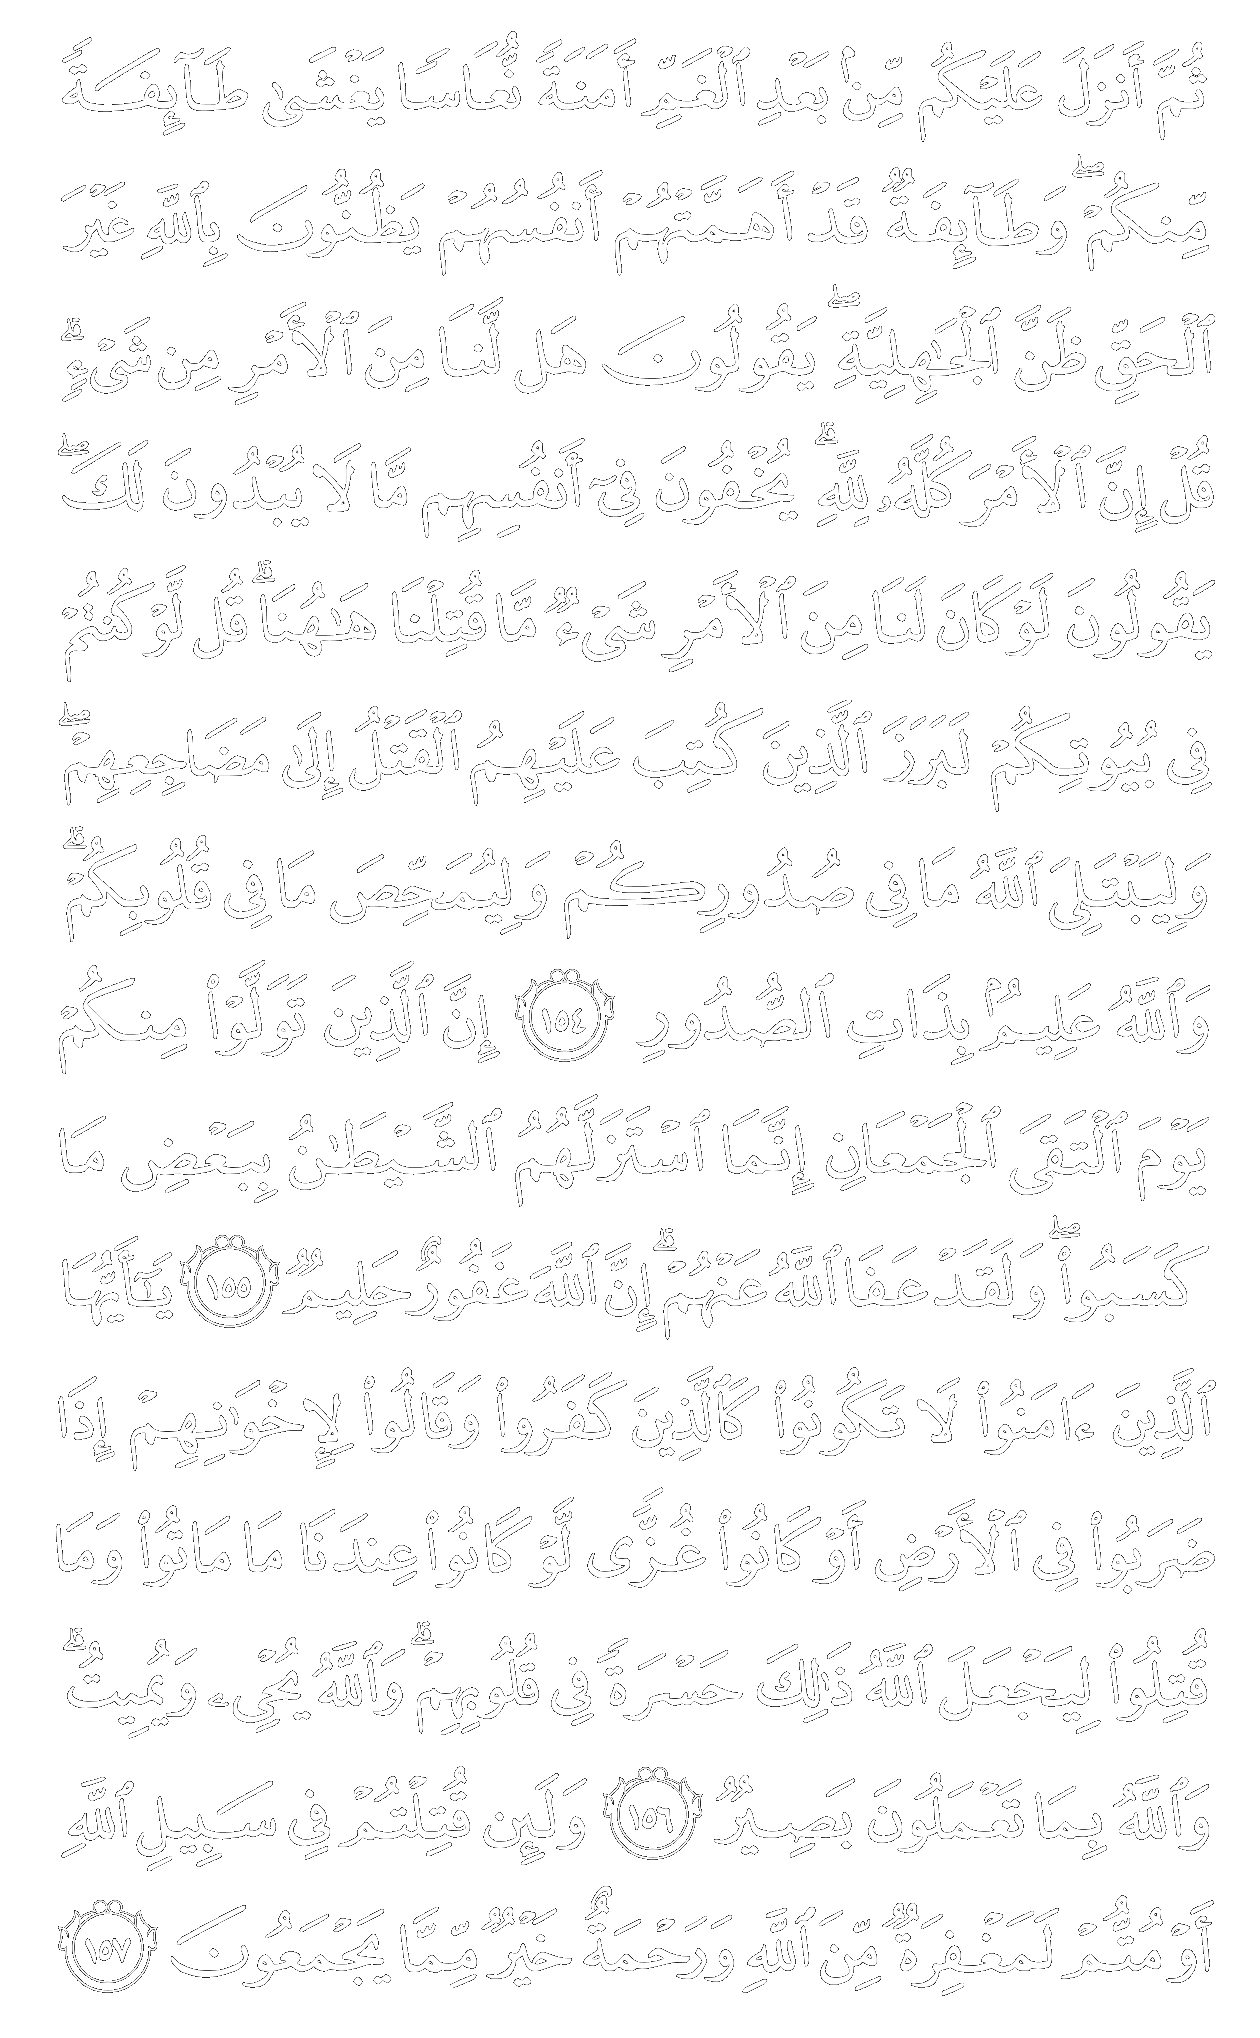 ثُمَّ أَنزَلَ عَلَيْكُم مِّنۢ بَعْدِ ٱلْغَمِّ أَمَنَةً نُّعَاسًا يَغْشَىٰ طَآئِفَةً
مِّنكُمْ ۖ وَطَآئِفَةٌ قَدْ أَهَمَّتْهُمْ أَنفُسُهُمْ يَظُنُّونَ بِٱللَّهِ غَيْرَ
ٱلْحَقِّ ظَنَّ ٱلْجَٰهِلِيَّةِ ۖ يَقُولُونَ هَل لَّنَا مِنَ ٱلْأَمْرِ مِن شَىْءٍ ۗ
قُلْ إِنَّ ٱلْأَمْرَ كُلَّهُۥ لِلَّهِ ۗ يُخْفُونَ فِىٓ أَنفُسِهِم مَّا لَا يُبْدُونَ لَكَ ۖ
يَقُولُونَ لَوْ كَانَ لَنَا مِنَ ٱلْأَمْرِ شَىْءٌ مَّا قُتِلْنَا هَٰهُنَا ۗ قُل لَّوْ كُنتُمْ
فِى بُيُوتِكُمْ لَبَرَزَ ٱلَّذِينَ كُتِبَ عَلَيْهِمُ ٱلْقَتْلُ إِلَىٰ مَضَاجِعِهِمْ ۖ
وَلِيَبْتَلِىَ ٱللَّهُ مَا فِى صُدُورِكُمْ وَلِيُمَحِّصَ مَا فِى قُلُوبِكُمْ ۗ
وَٱللَّهُ عَلِيمٌۢ بِذَاتِ ٱلصُّدُورِ ١٥٤ إِنَّ ٱلَّذِينَ تَوَلَّوْا۟ مِنكُمْ
يَوْمَ ٱلْتَقَى ٱلْجَمْعَانِ إِنَّمَا ٱسْتَزَلَّهُمُ ٱلشَّيْطَٰنُ بِبَعْضِ مَا
كَسَبُوا۟ ۖ وَلَقَدْ عَفَا ٱللَّهُ عَنْهُمْ ۗ إِنَّ ٱللَّهَ غَفُورٌ حَلِيمٌ ١٥٥ يَٰٓأَيُّهَا
ٱلَّذِينَ ءَامَنُوا۟ لَا تَكُونُوا۟ كَٱلَّذِينَ كَفَرُوا۟ وَقَالُوا۟ لِإِخْوَٰنِهِمْ إِذَا
ضَرَبُوا۟ فِى ٱلْأَرْضِ أَوْ كَانُوا۟ غُزًّى لَّوْ كَانُوا۟ عِندَنَا مَا مَاتُوا۟ وَمَا
قُتِلُوا۟ لِيَجْعَلَ ٱللَّهُ ذَٰلِكَ حَسْرَةً فِى قُلُوبِهِمْ ۗ وَٱللَّهُ يُحْىِۦ وَيُمِيتُ ۗ
وَٱللَّهُ بِمَا تَعْمَلُونَ بَصِيرٌ ١٥٦ وَلَئِن قُتِلْتُمْ فِى سَبِيلِ ٱللَّهِ
أَوْ مُتُّمْ لَمَغْفِرَةٌ مِّنَ ٱللَّهِ وَرَحْمَةٌ خَيْرٌ مِّمَّا يَجْمَعُونَ ١٥٧